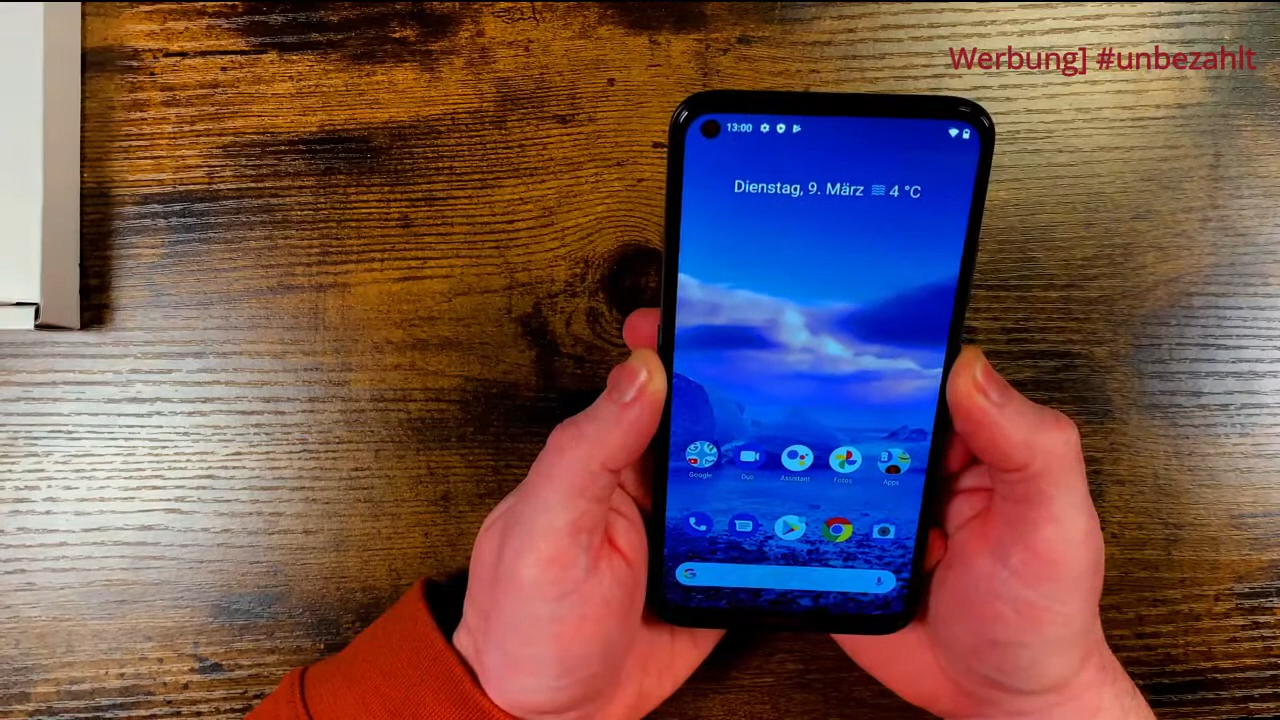 Werbung] #unbezahlt
13:00
Dienstag, 9. März 4 °C
Google Duo Assistant Fotos Apps